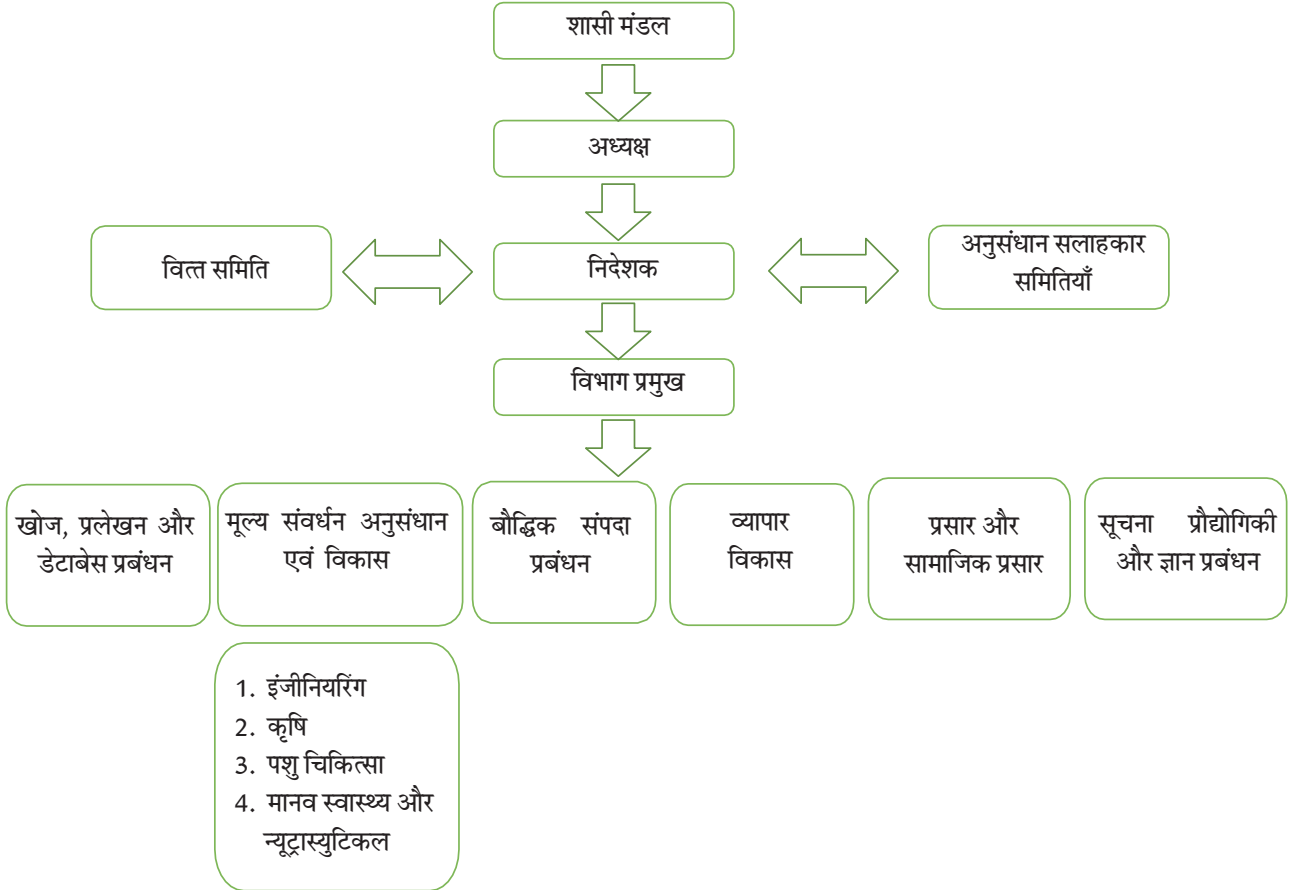 शासी मंडल
अध्यक्ष
वित्त समिति
निदेशक
अनुसंधान सलाहकार
समितियाँ
विभाग प्रमुख
खोज, प्रलेखन और
डेटाबेस प्रबंधन
मूल्य संवर्धन अनुसंधान
एवं विकास
बौद्धिक संपदा
प्रबंधन
व्यापार
विकास
प्रसार और
सामाजिक प्रसार
सूचना प्रौद्योगिकी
और ज्ञान प्रबंधन
1. इंजीनियरिंग
2. कृषि
3. पशु चिकित्सा
4. मानव स्वास्थ्य और
न्यूट्रास्युटिकल